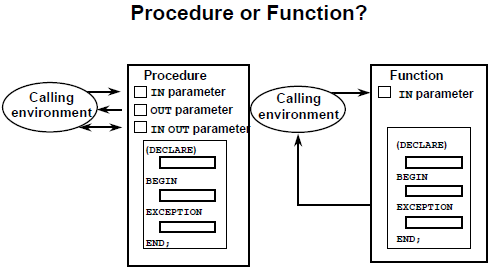 Procedure or Function?
Calling
environment
Procedure
IN parameter
OUT parameter
IN OUT parameter
(DECLARE)
BEGIN
EXCEPTION
END;
Calling
environment
Function
IN parameter
(DECLARE)
BEGIN
EXCEPTION
END;